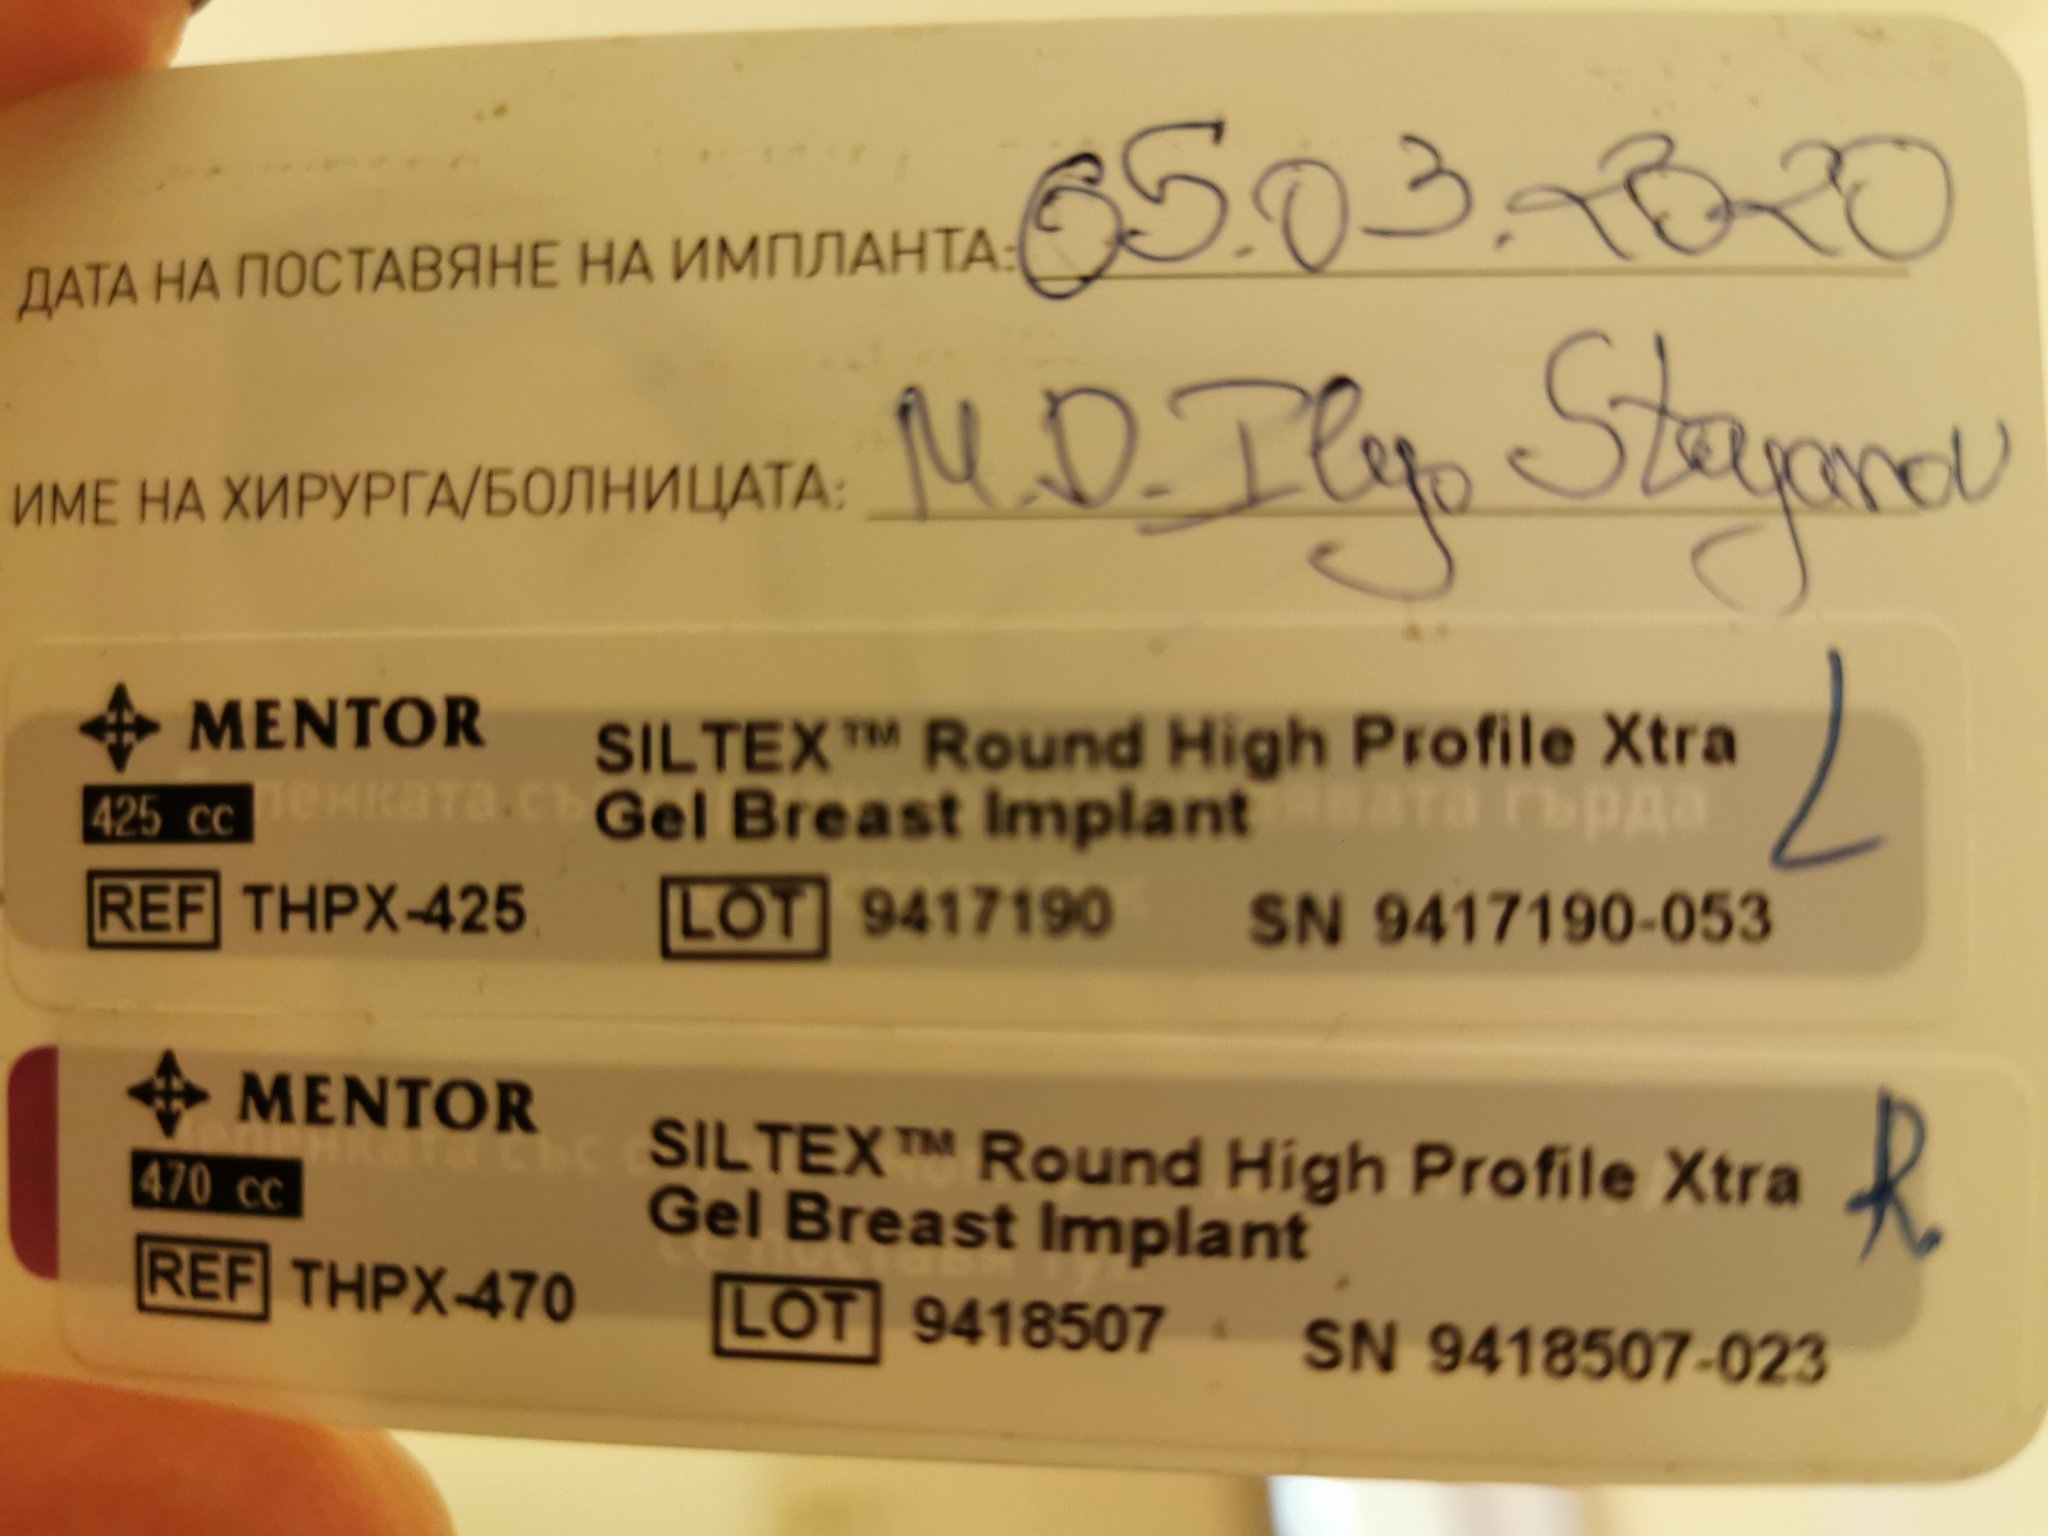 ДАТА НА ПОСТАВЯНЕ НА ИМПЛАНТА: 05.03.2020
ИМЕ НА ХИРУРГА/БОЛНИЦАТА: M.D. Ilyo Stoyanov
MENTOR
SILTEX™ Round High Profile Xtra L
425 cc
Gel Breast Implant
REF THPX-425 LOT 9417190 SN 9417190-053
MENTOR
SILTEX™ Round High Profile Xtra R
470 cc
Gel Breast Implant
REF THPX-470 LOT 9418507 SN 9418507-023